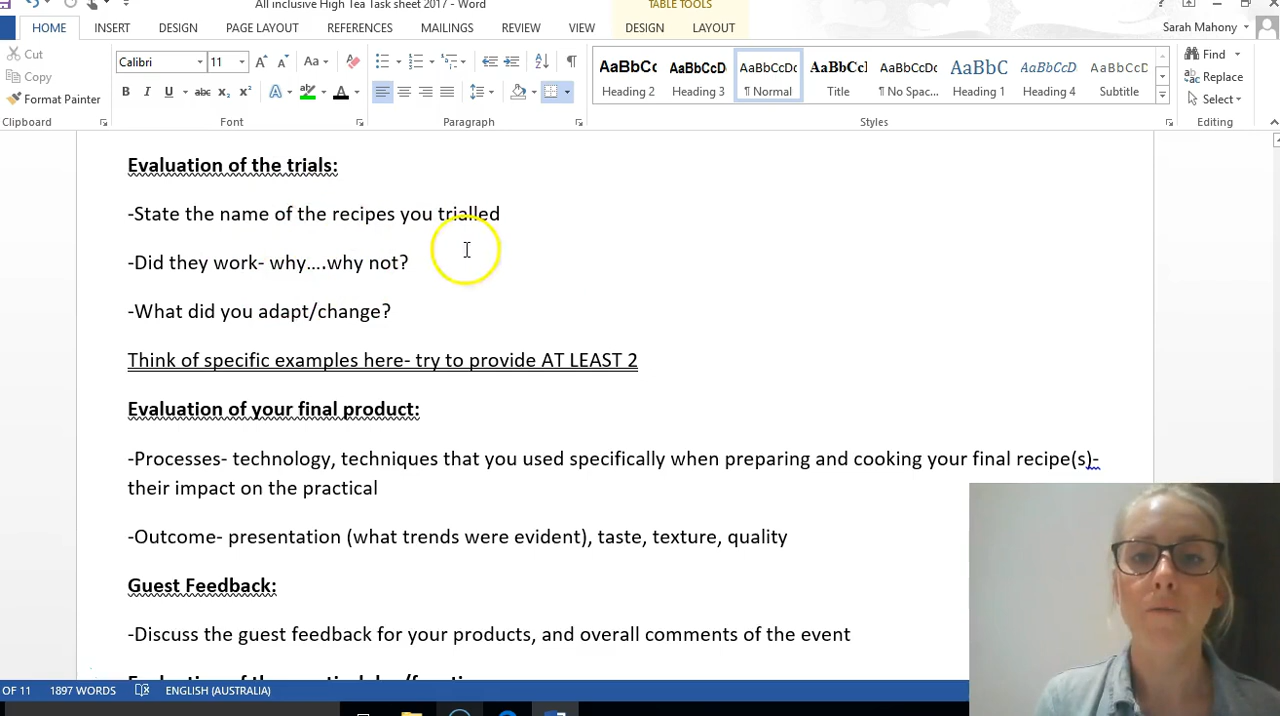 All inclusive High Tea Task sheet 2017 - Word
TABLE TOOLS
HOME INSERT DESIGN PAGE LAYOUT REFERENCES MAILINGS REVIEW VIEW DESIGN LAYOUT
Sarah Mahony
Cut
Copy
Format Painter
Clipboard
Calibri 11
Aa
B I U abc X₂ X² A A
Font
Paragraph
AaBbCc AaBbCcD AaBbCcDc AaBbCcI AaBbCcDc AaBbC AaBbCcDc AaBbCcD
Heading 2 Heading 3 ¶ Normal Title ¶ No Spac... Heading 1 Heading 4 Subtitle
Styles
Find
Replace
Select
Editing
Evaluation of the trials:
-State the name of the recipes you trialled
-Did they work- why....why not?
-What did you adapt/change?
Think of specific examples here- try to provide AT LEAST 2
Evaluation of your final product:
-Processes- technology, techniques that you used specifically when preparing and cooking your final recipe(s)-
their impact on the practical
-Outcome- presentation (what trends were evident), taste, texture, quality
Guest Feedback:
-Discuss the guest feedback for your products, and overall comments of the event
OF 11 1897 WORDS ENGLISH (AUSTRALIA)